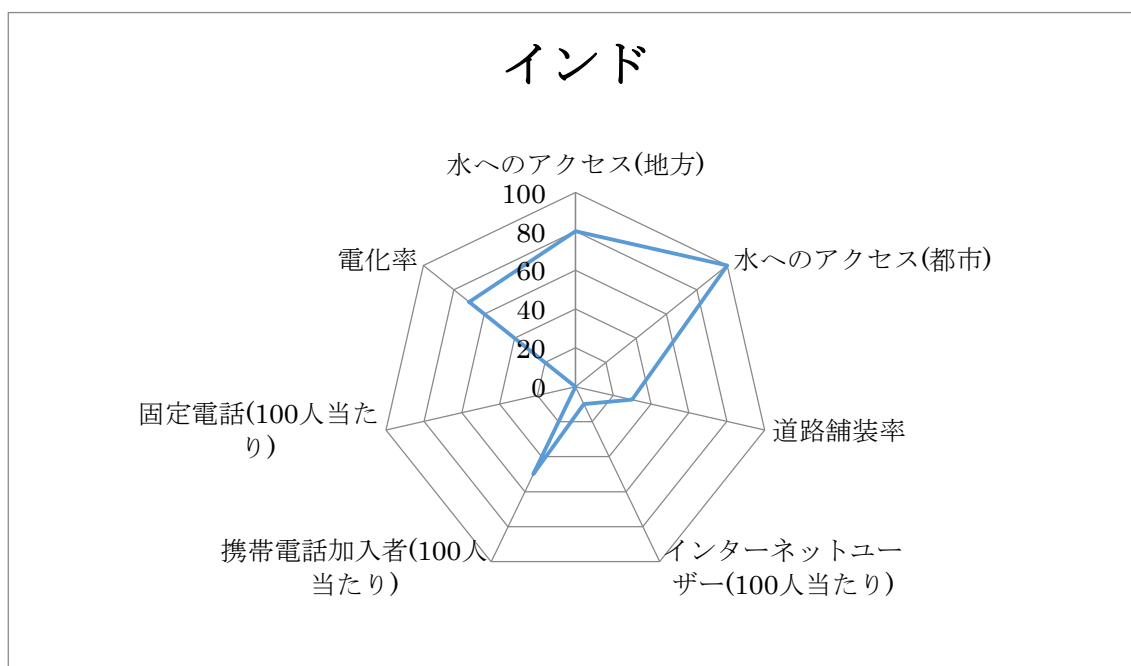 インド
水へのアクセス(地方)
100
80
60
40
20
0
水へのアクセス(都市)
道路舗装率
インターネットユー
ザー(100人当たり)
携帯電話加入者(100人
当たり)
固定電話(100人当た
り)
電化率